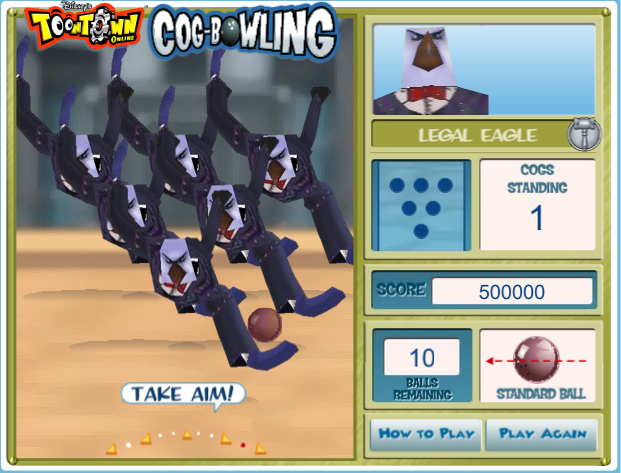 Disney's
TOONTOWN
ONLINE
COG-BOWLING
LEGAL EAGLE
COGS
STANDING
1
SCORE 500000
10
BALLS
REMAINING
STANDARD BALL
TAKE AIM!
HOW TO PLAY PLAY AGAIN